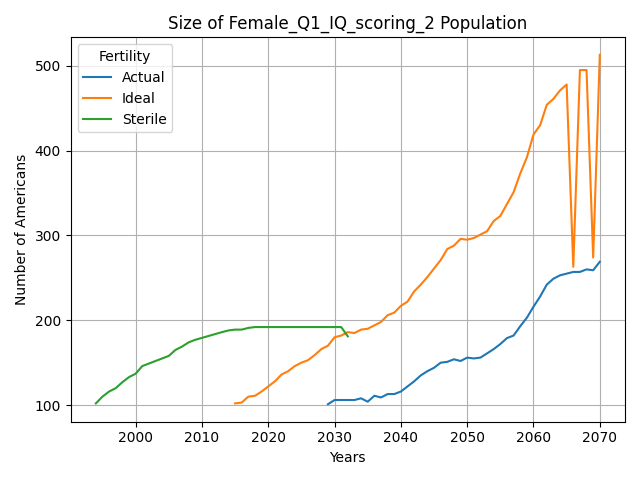 Size of Female_Q1_IQ_scoring_2 Population
Fertility
Actual
Ideal
Sterile
Number of Americans
500
400
300
200
100
2000 2010 2020 2030 2040 2050 2060 2070
Years